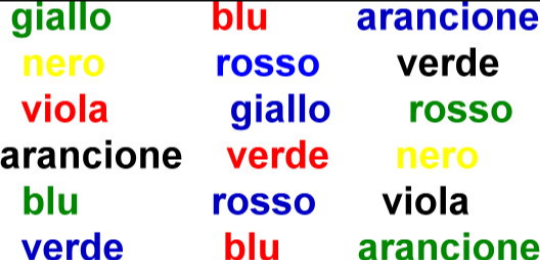 giallo blu arancione
nero rosso verde
viola giallo rosso
arancione verde nero
blu rosso viola
verde blu arancione